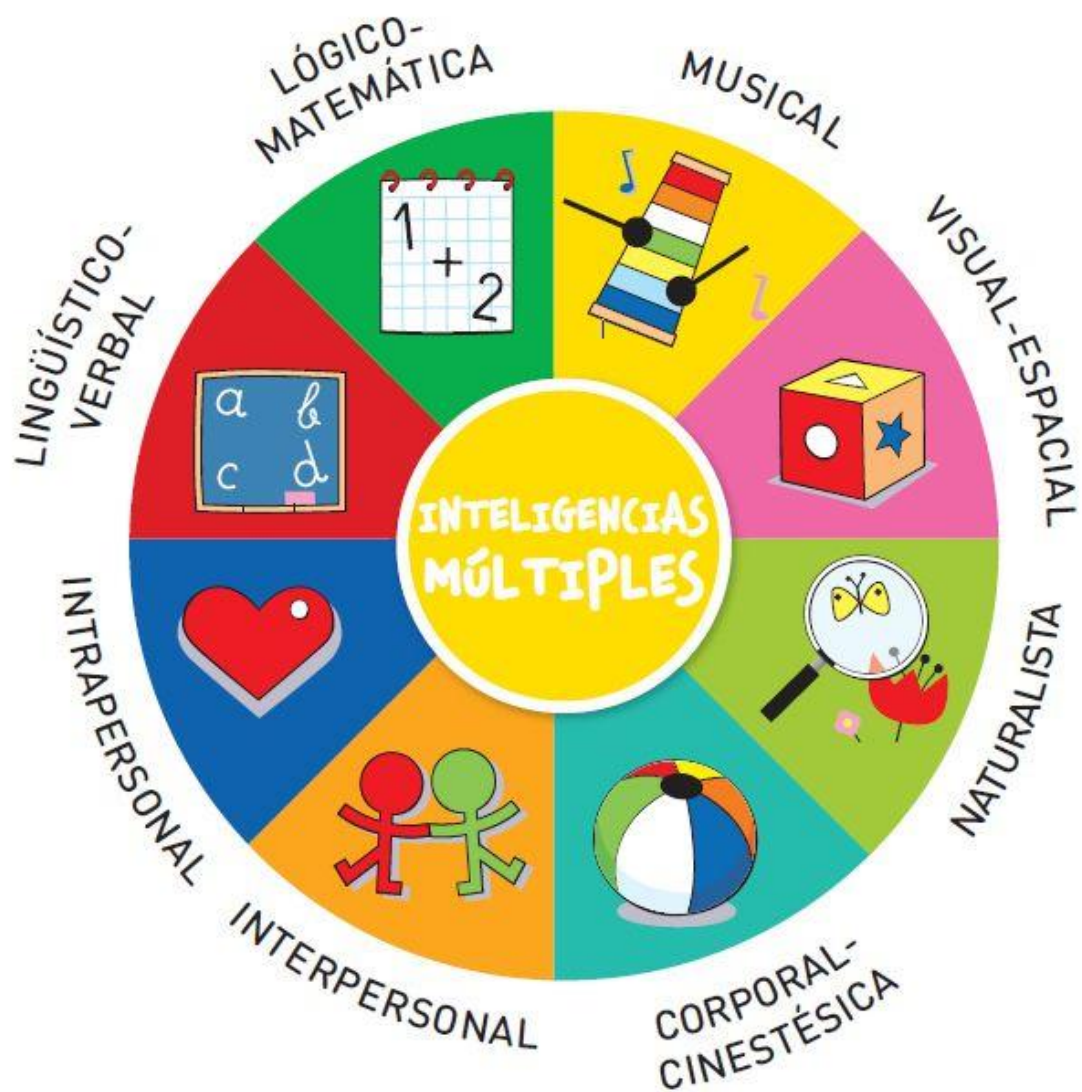 LÓGICO-
MATEMÁTICA
MUSICAL
VISUAL-ESPACIAL
NATURALISTA
CORPORAL-
CINESTÉSICA
INTERPERSONAL
INTRAPERSONAL
LINGÜÍSTICO-
VERBAL
1
+
2
a b
c d
INTELIGENCIAS
MÚLTIPLES